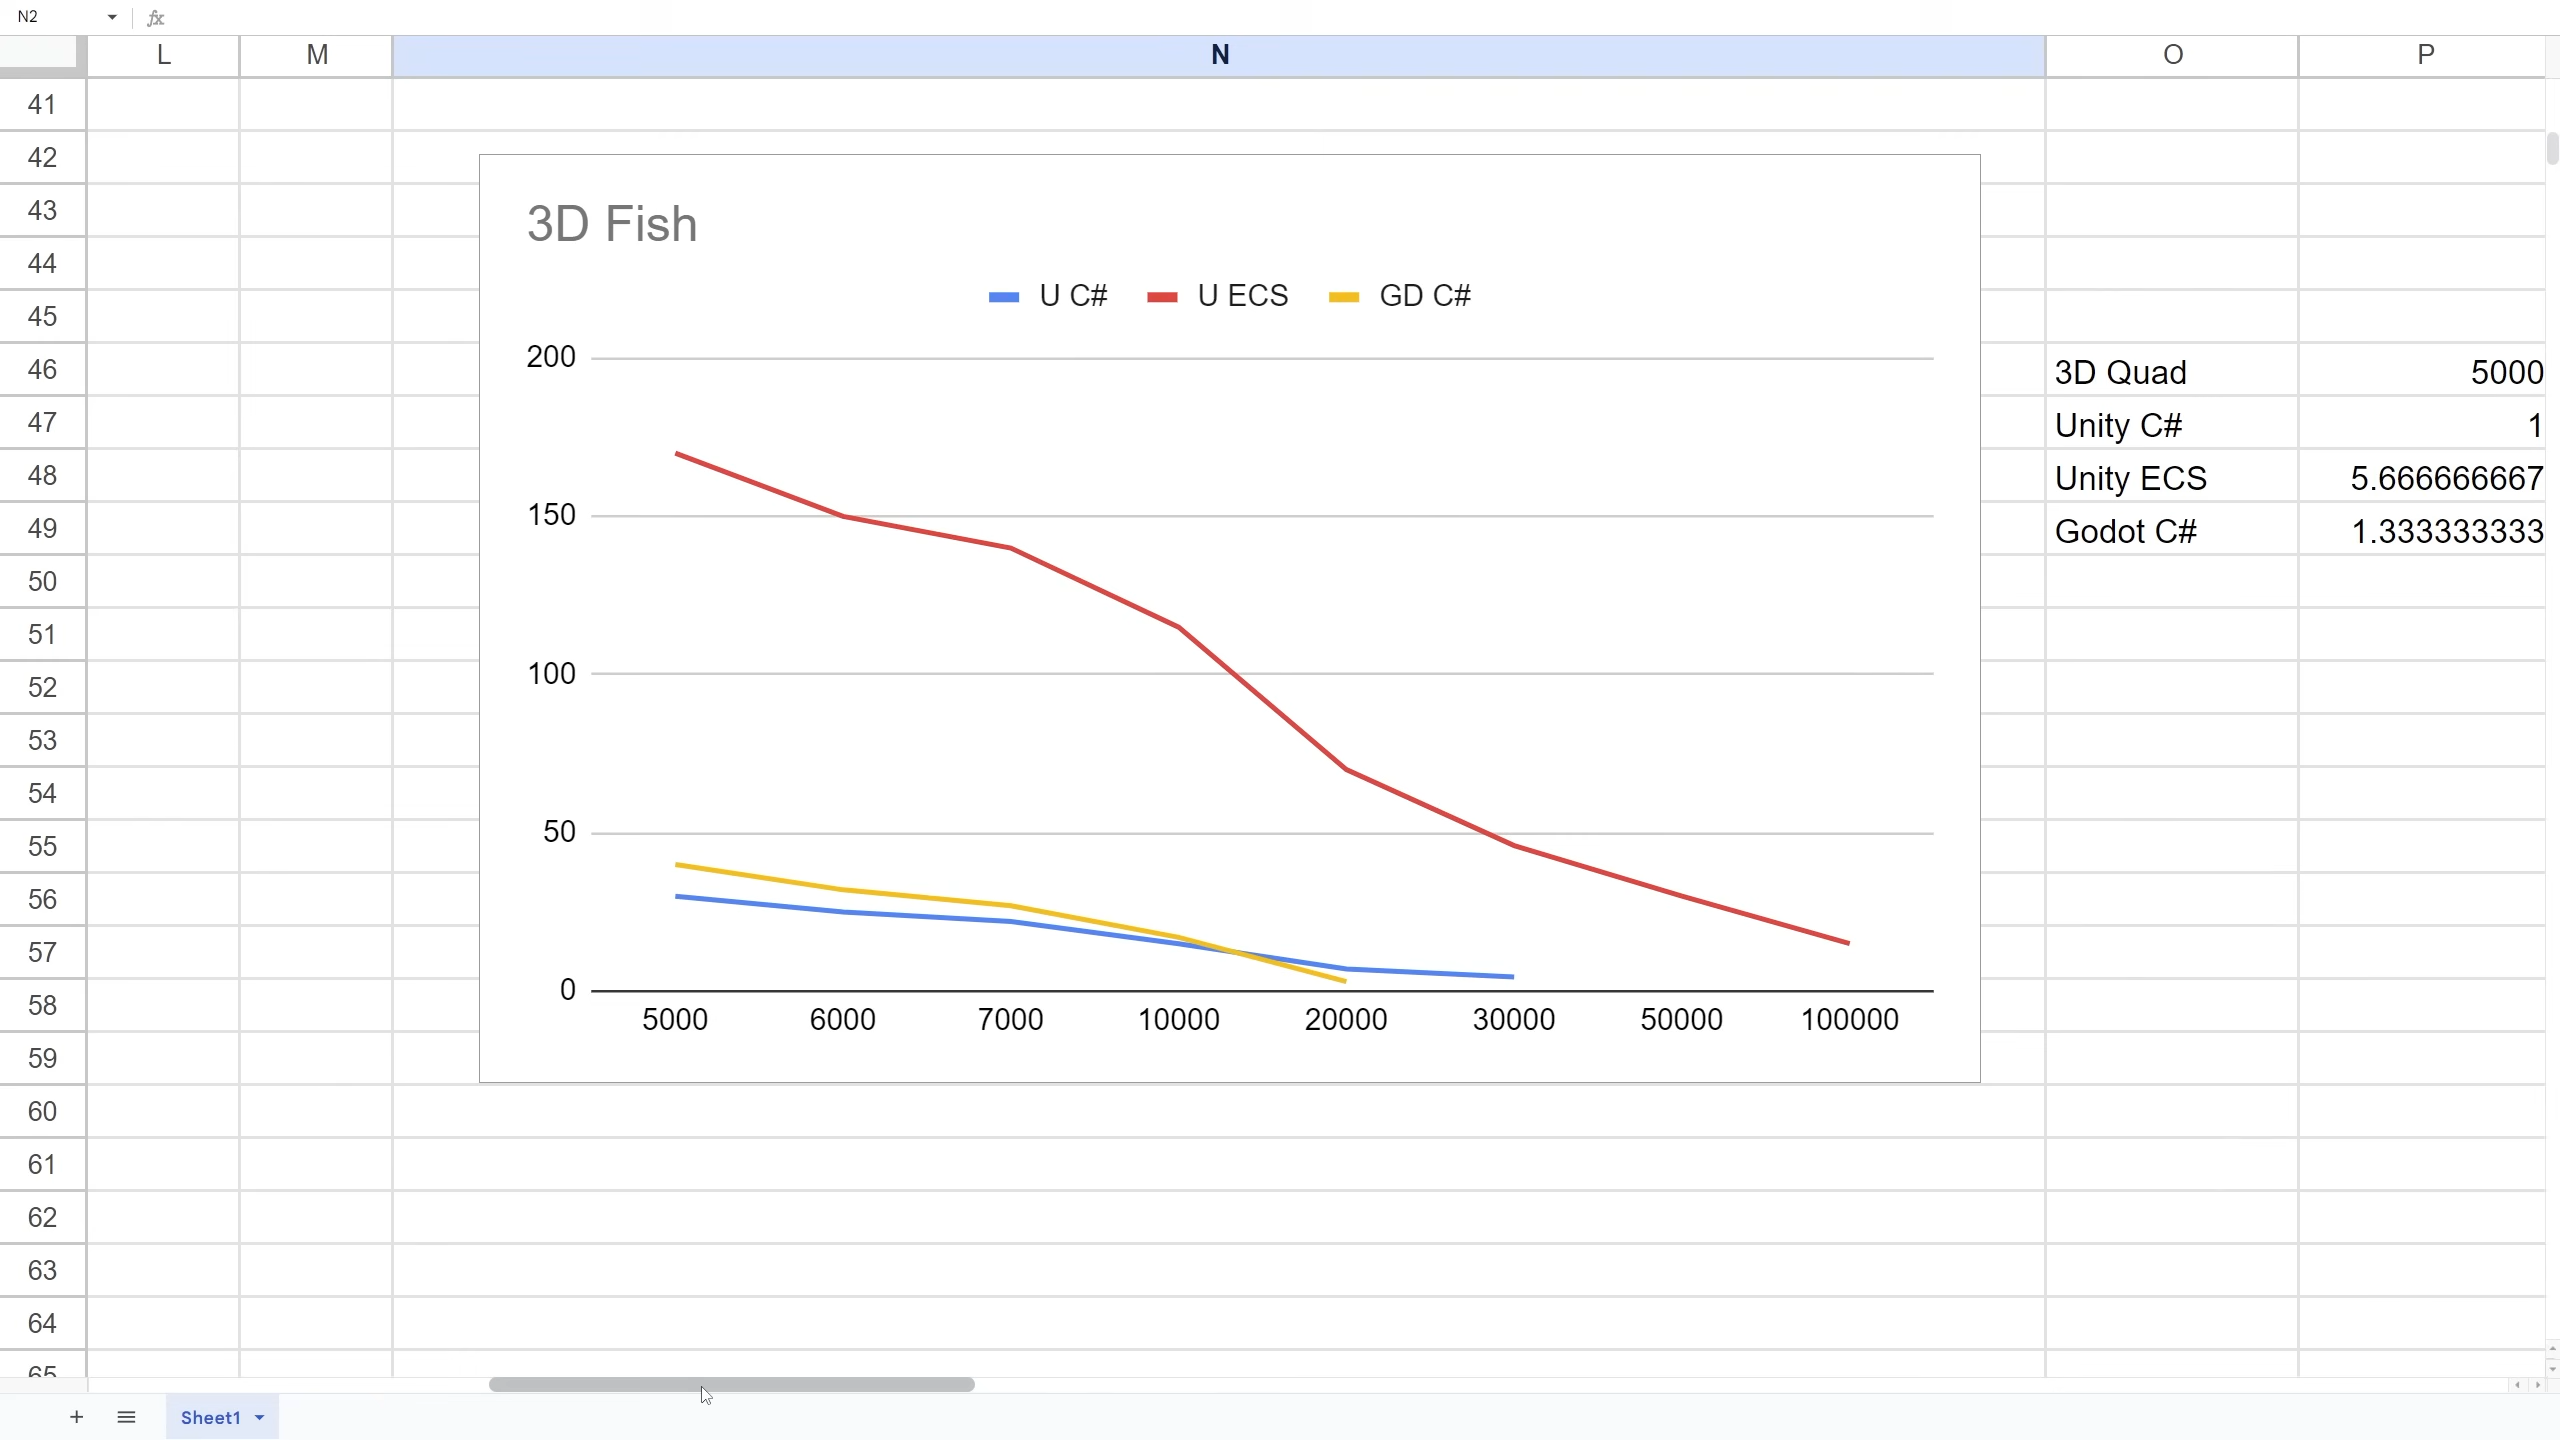 N2
fx
L M N O P
41
42
43
44
45
46
47
48
49
50
51
52
53
54
55
56
57
58
59
60
61
62
63
64
65
3D Fish
U C# U ECS GD C#
200
150
100
50
0
5000 6000 7000 10000 20000 30000 50000 100000
3D Quad 5000
Unity C# 1
Unity ECS 5.666666667
Godot C# 1.333333333
+ Sheet1